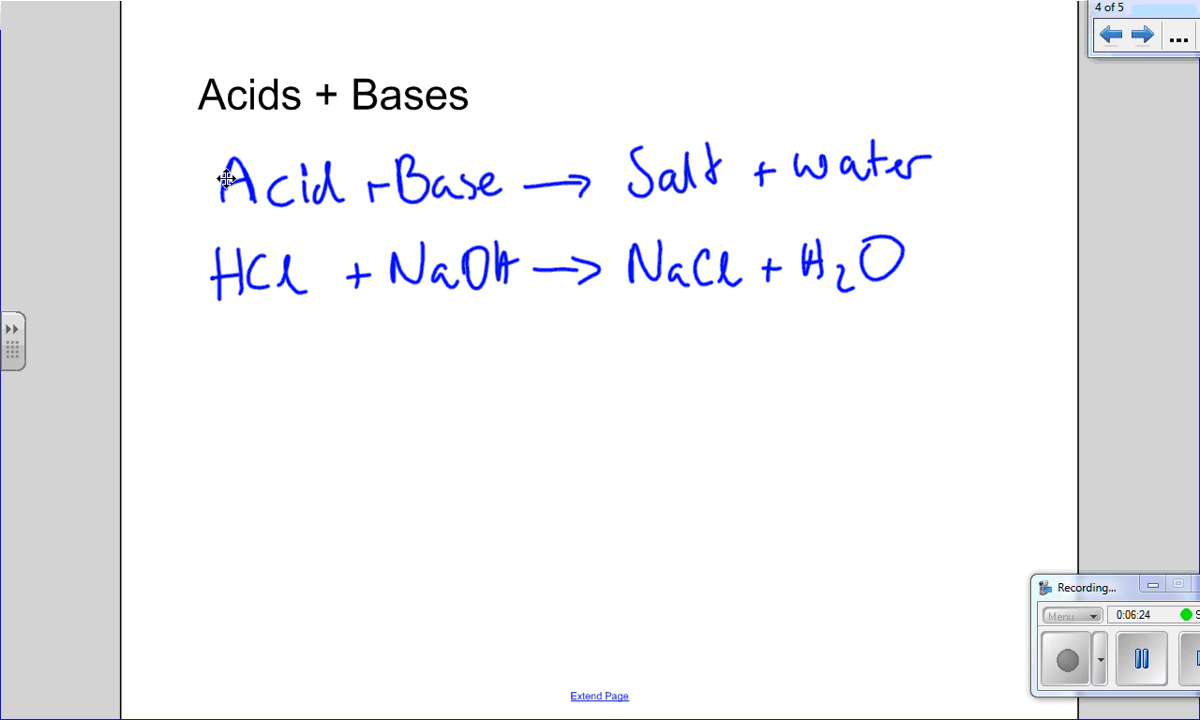 4 of 5
Acids + Bases
Acid + Base → Salt + water
HCl + NaOH → NaCl + H₂O
Recording...
Menu
0:06:24
Extend Page